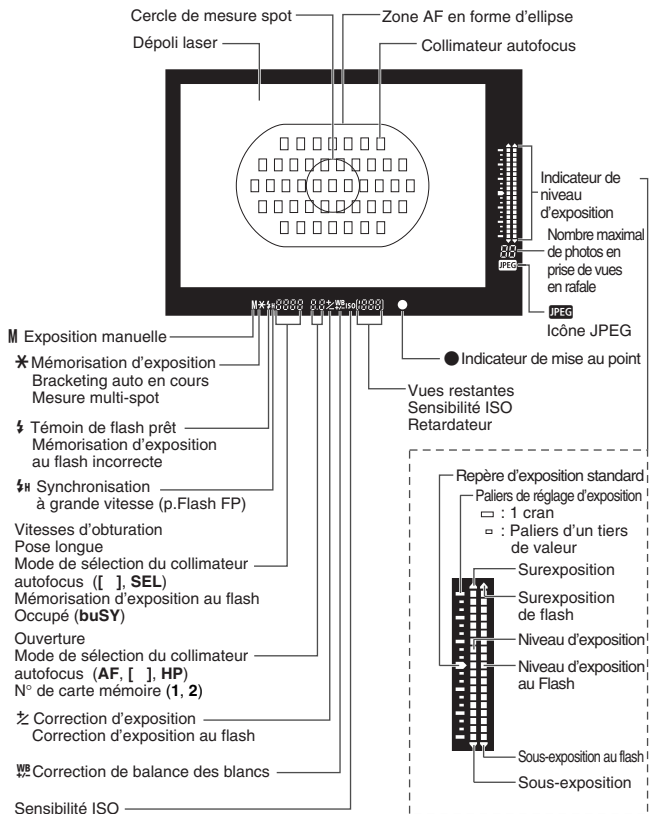 Cercle de mesure spot
Zone AF en forme d'ellipse
Dépoli laser
Collimateur autofocus
Indicateur de
niveau
d'exposition
Nombre maximal
de photos en
prise de vues
en rafale
JPEG
JPEG
Icône JPEG
M WB ISO
M Exposition manuelle
Indicateur de mise au point
Mémorisation d'exposition
Bracketing auto en cours
Mesure multi-spot
Vues restantes
Sensibilité ISO
Retardateur
Témoin de flash prêt
Mémorisation d'exposition
au flash incorrecte
H Synchronisation
à grande vitesse (p.Flash FP)
Vitesses d'obturation
Pose longue
Mode de sélection du collimateur
autofocus ([ ], SEL)
Mémorisation d'exposition au flash
Occupé (buSY)
Ouverture
Mode de sélection du collimateur
autofocus (AF, [ ], HP)
N° de carte mémoire (1, 2)
Correction d'exposition
Correction d'exposition au flash
WB Correction de balance des blancs
Sensibilité ISO
Repère d'exposition standard
Paliers de réglage d'exposition
: 1 cran
: Paliers d'un tiers
de valeur
Surexposition
Surexposition
de flash
Niveau d'exposition
Niveau d'exposition
au Flash
Sous-exposition au flash
Sous-exposition